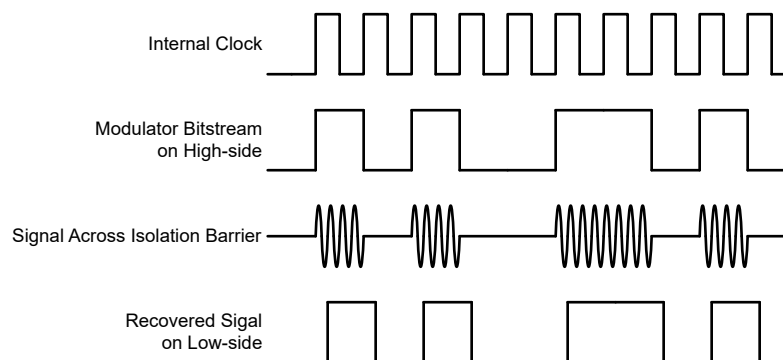 Internal Clock
Modulator Bitstream
on High-side
Signal Across Isolation Barrier
Recovered Sigal
on Low-side